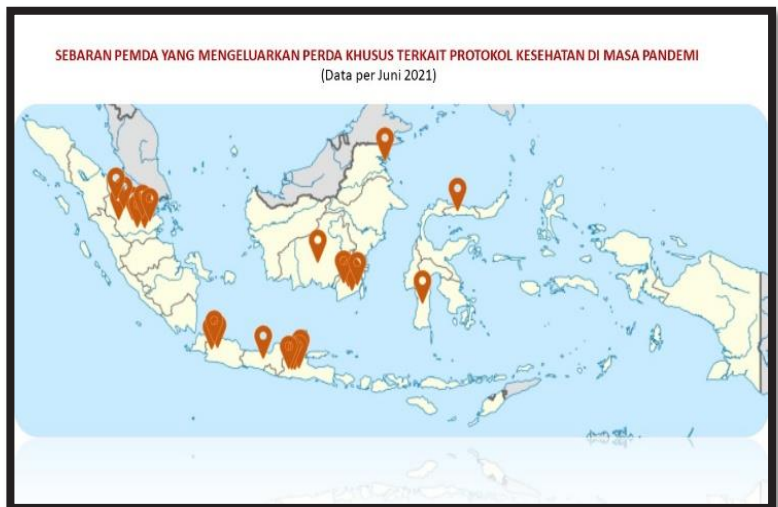 SEBARAN PEMDA YANG MENGELUARKAN PERDA KHUSUS TERKAIT PROTOKOL KESEHATAN DI MASA PANDEMI
(Data per Juni 2021)